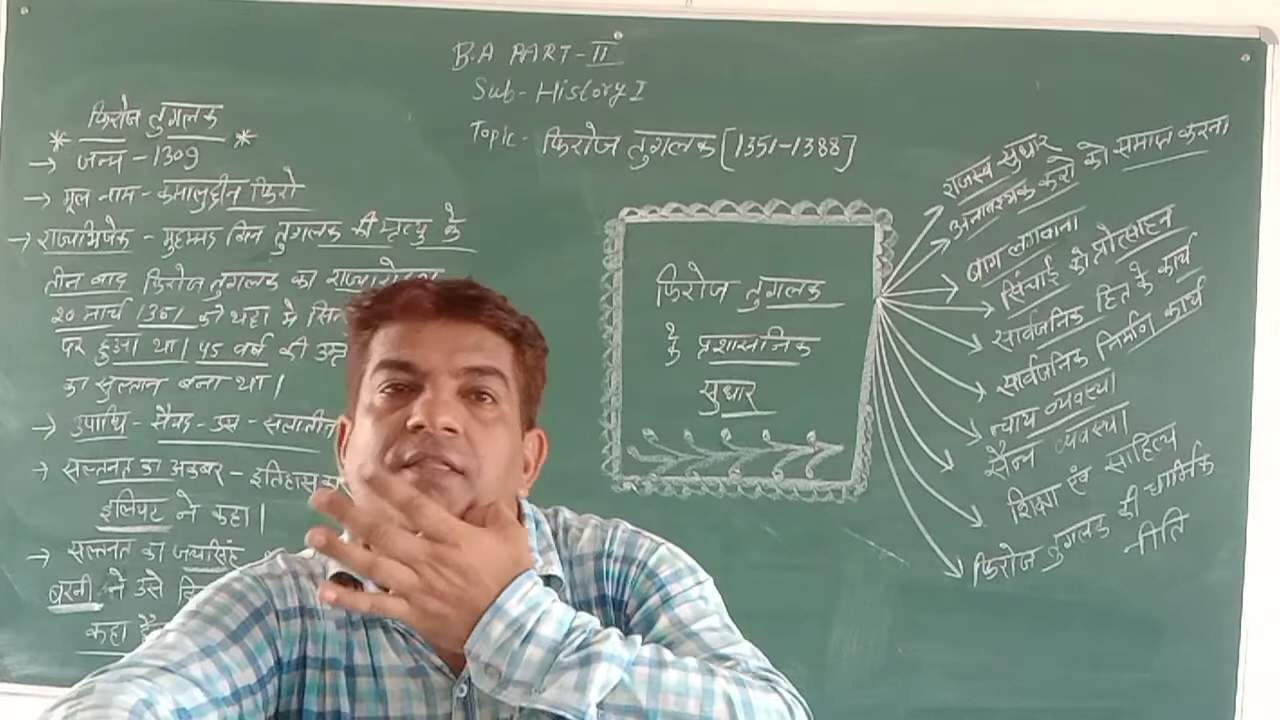 B.A PART-II
Sub- History I
Topic- फिरोज तुगलक [1351-1388]
* फिरोज तुगलक *
→ जन्म - 1309
→ मूल नाम - कमालुद्दीन फिरो
→ राज्याभिषेक - मुहम्मद बिन तुगलक की मृत्यु के
तीन बाद फिरोज तुगलक का
20 मार्च 1351 को थट्टा मे
पर हुआ था। 45 वर्ष की
का सुल्तान बना था।
→ उपाधि - सैयद-उस-सलातीन
→ सल्तनत का अकबर - इतिहास
इलियट ने कहा।
→ सल्तनत का जयसिंह
बरनी ने उसे
कहा है
फिरोज तुगलक
के प्रशासनिक
सुधार
राजस्व सुधार
अनावश्यक करो को समाप्त करना
बाग लगवाना
सिंचाई को प्रोत्साहन
सार्वजनिक हित के कार्य
सार्वजनिक निर्माण कार्य
न्याय व्यवस्था
सैन्य व्यवस्था
शिक्षा एंव साहित्य
फिरोज तुगलक की धार्मिक
नीति